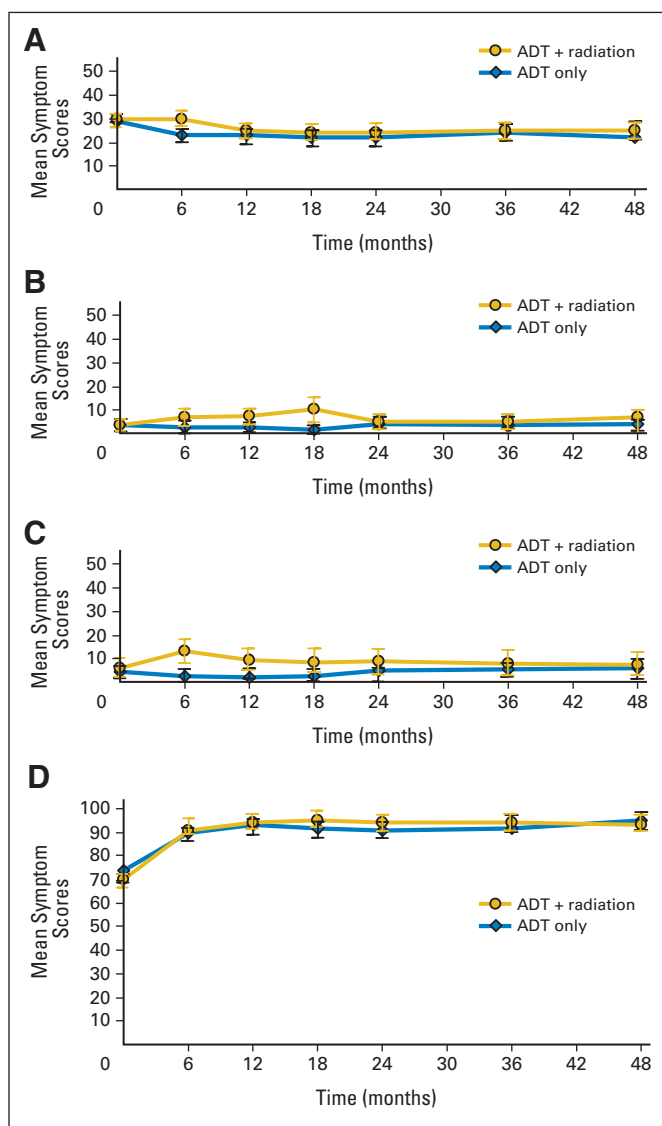 A
ADT + radiation
ADT only
Mean Symptom
Scores
50
40
30
20
10
0 6 12 18 24 30 36 42 48
Time (months)
B
ADT + radiation
ADT only
Mean Symptom
Scores
50
40
30
20
10
0 6 12 18 24 30 36 42 48
Time (months)
C
ADT + radiation
ADT only
Mean Symptom
Scores
50
40
30
20
10
0 6 12 18 24 30 36 42 48
Time (months)
D
Mean Symptom
Scores
100
90
80
70
60
50
40
30
20
10
ADT + radiation
ADT only
0 6 12 18 24 30 36 42 48
Time (months)